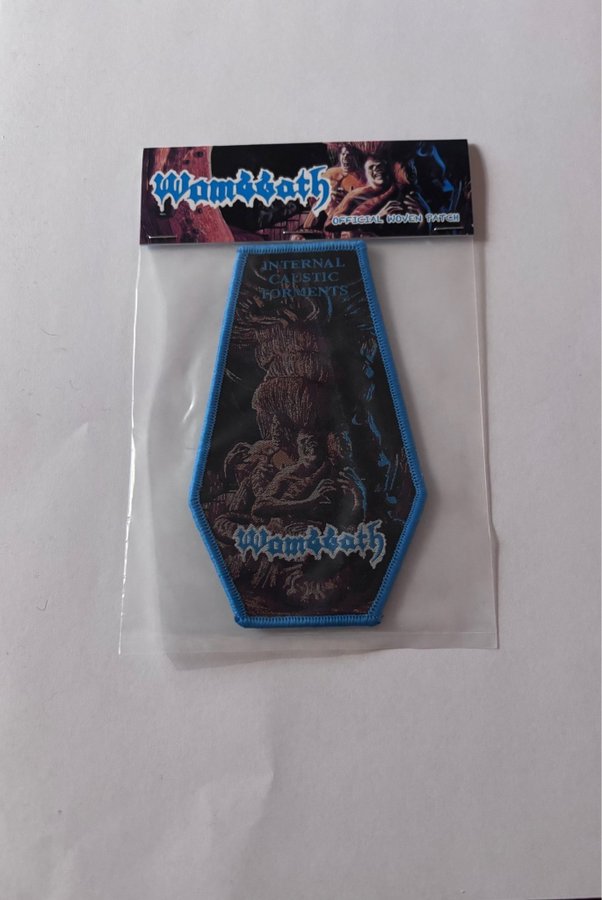 Wombbath
OFFICIAL WOVEN PATCH
INTERNAL
CAUSTIC
TORMENTS
Wombbath